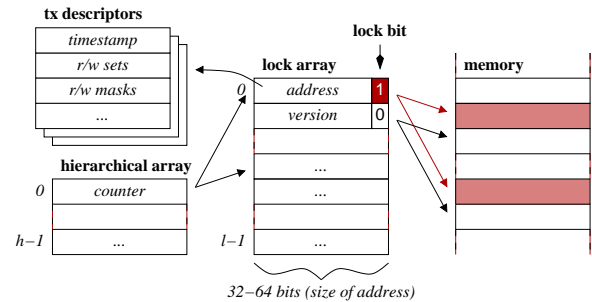 tx descriptors
timestamp
r/w sets
r/w masks
...
lock bit
lock array
0
address
1
version
0
...
...
l−1
...
memory
hierarchical array
0
counter
h−1
...
32−64 bits (size of address)